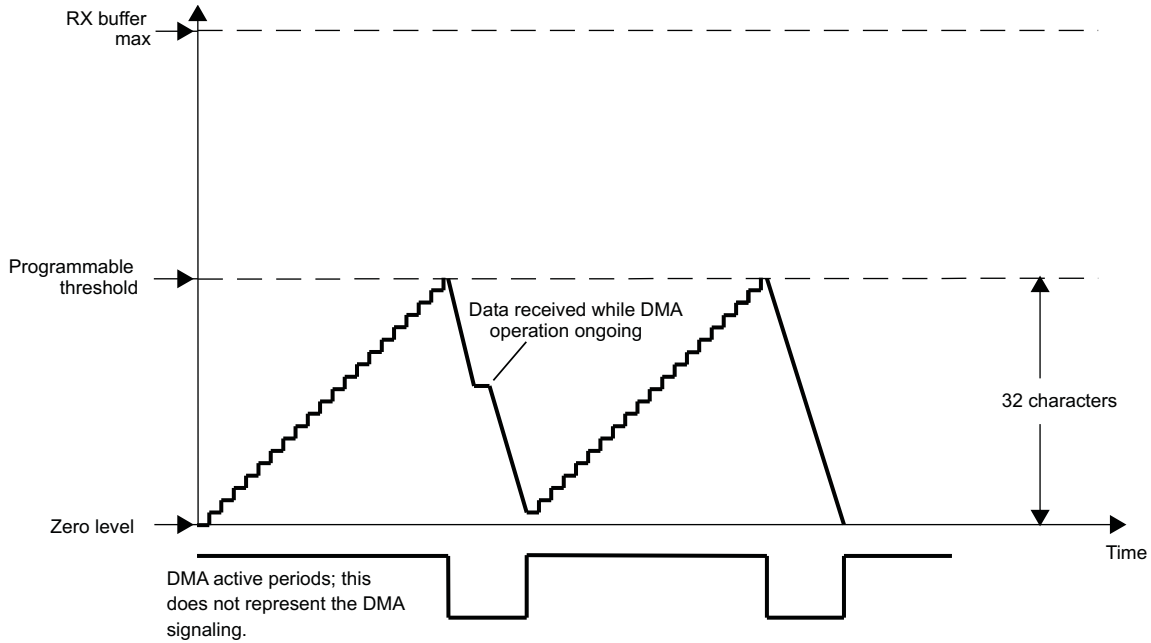 RX buffer
max
Programmable
threshold
Data received while DMA
operation ongoing
32 characters
Zero level
Time
DMA active periods; this
does not represent the DMA
signaling.